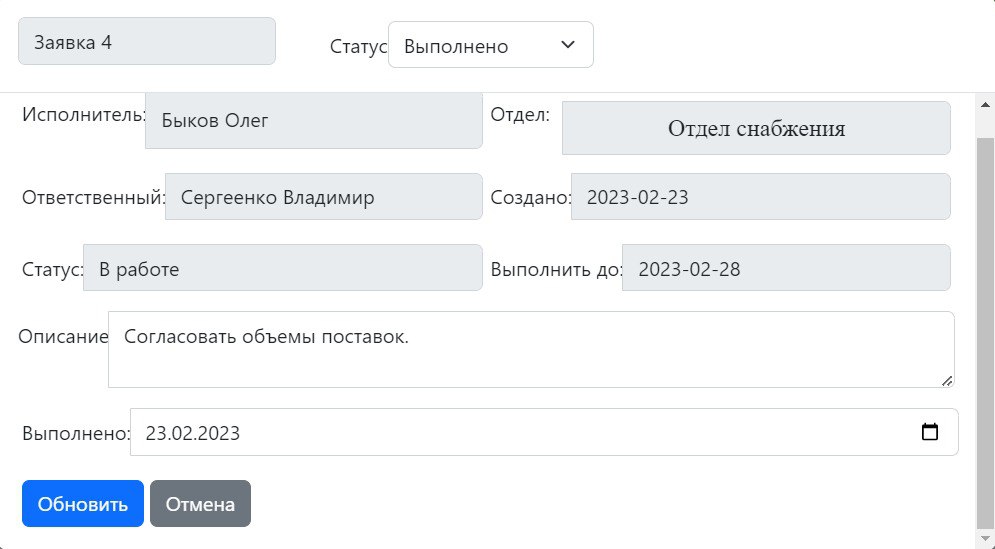 Заявка 4 Статус Выполнено
Исполнитель: Быков Олег Отдел: Отдел снабжения
Ответственный: Сергеенко Владимир Создано: 2023-02-23
Статус: В работе Выполнить до: 2023-02-28
Описание Согласовать объемы поставок.
Выполнено: 23.02.2023
Обновить Отмена